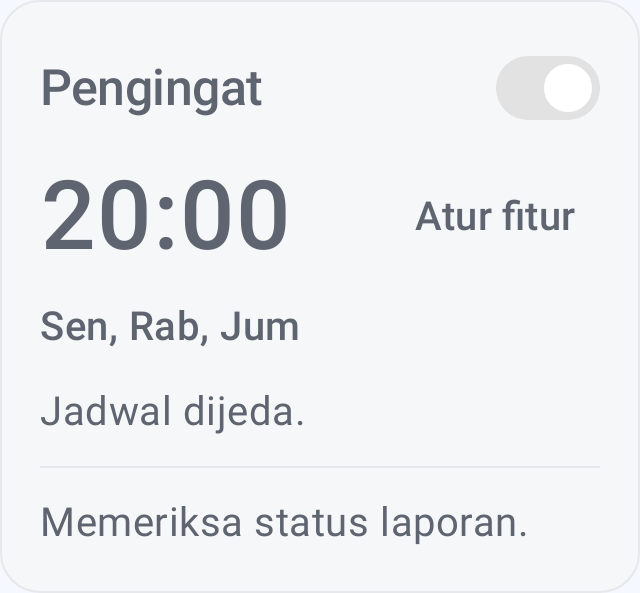 Pengingat
20:00
Atur fitur
Sen, Rab, Jum
Jadwal dijeda.
Memeriksa status laporan.